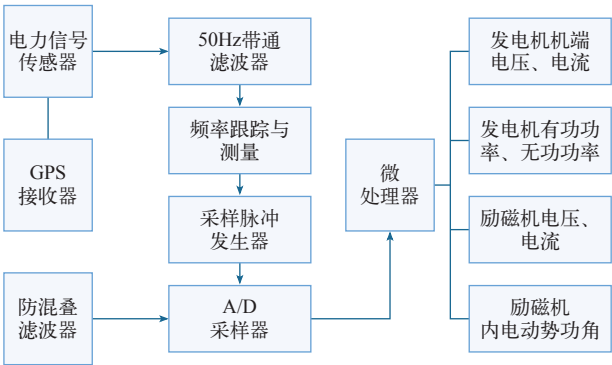 电力信号
传感器
50Hz带通
滤波器
发电机机端
电压、电流
频率跟踪与
测量
发电机有功功
率、无功功率
GPS
接收器
微
处理器
采样脉冲
发生器
励磁机电压、
电流
防混叠
滤波器
A/D
采样器
励磁机
内电动势功角